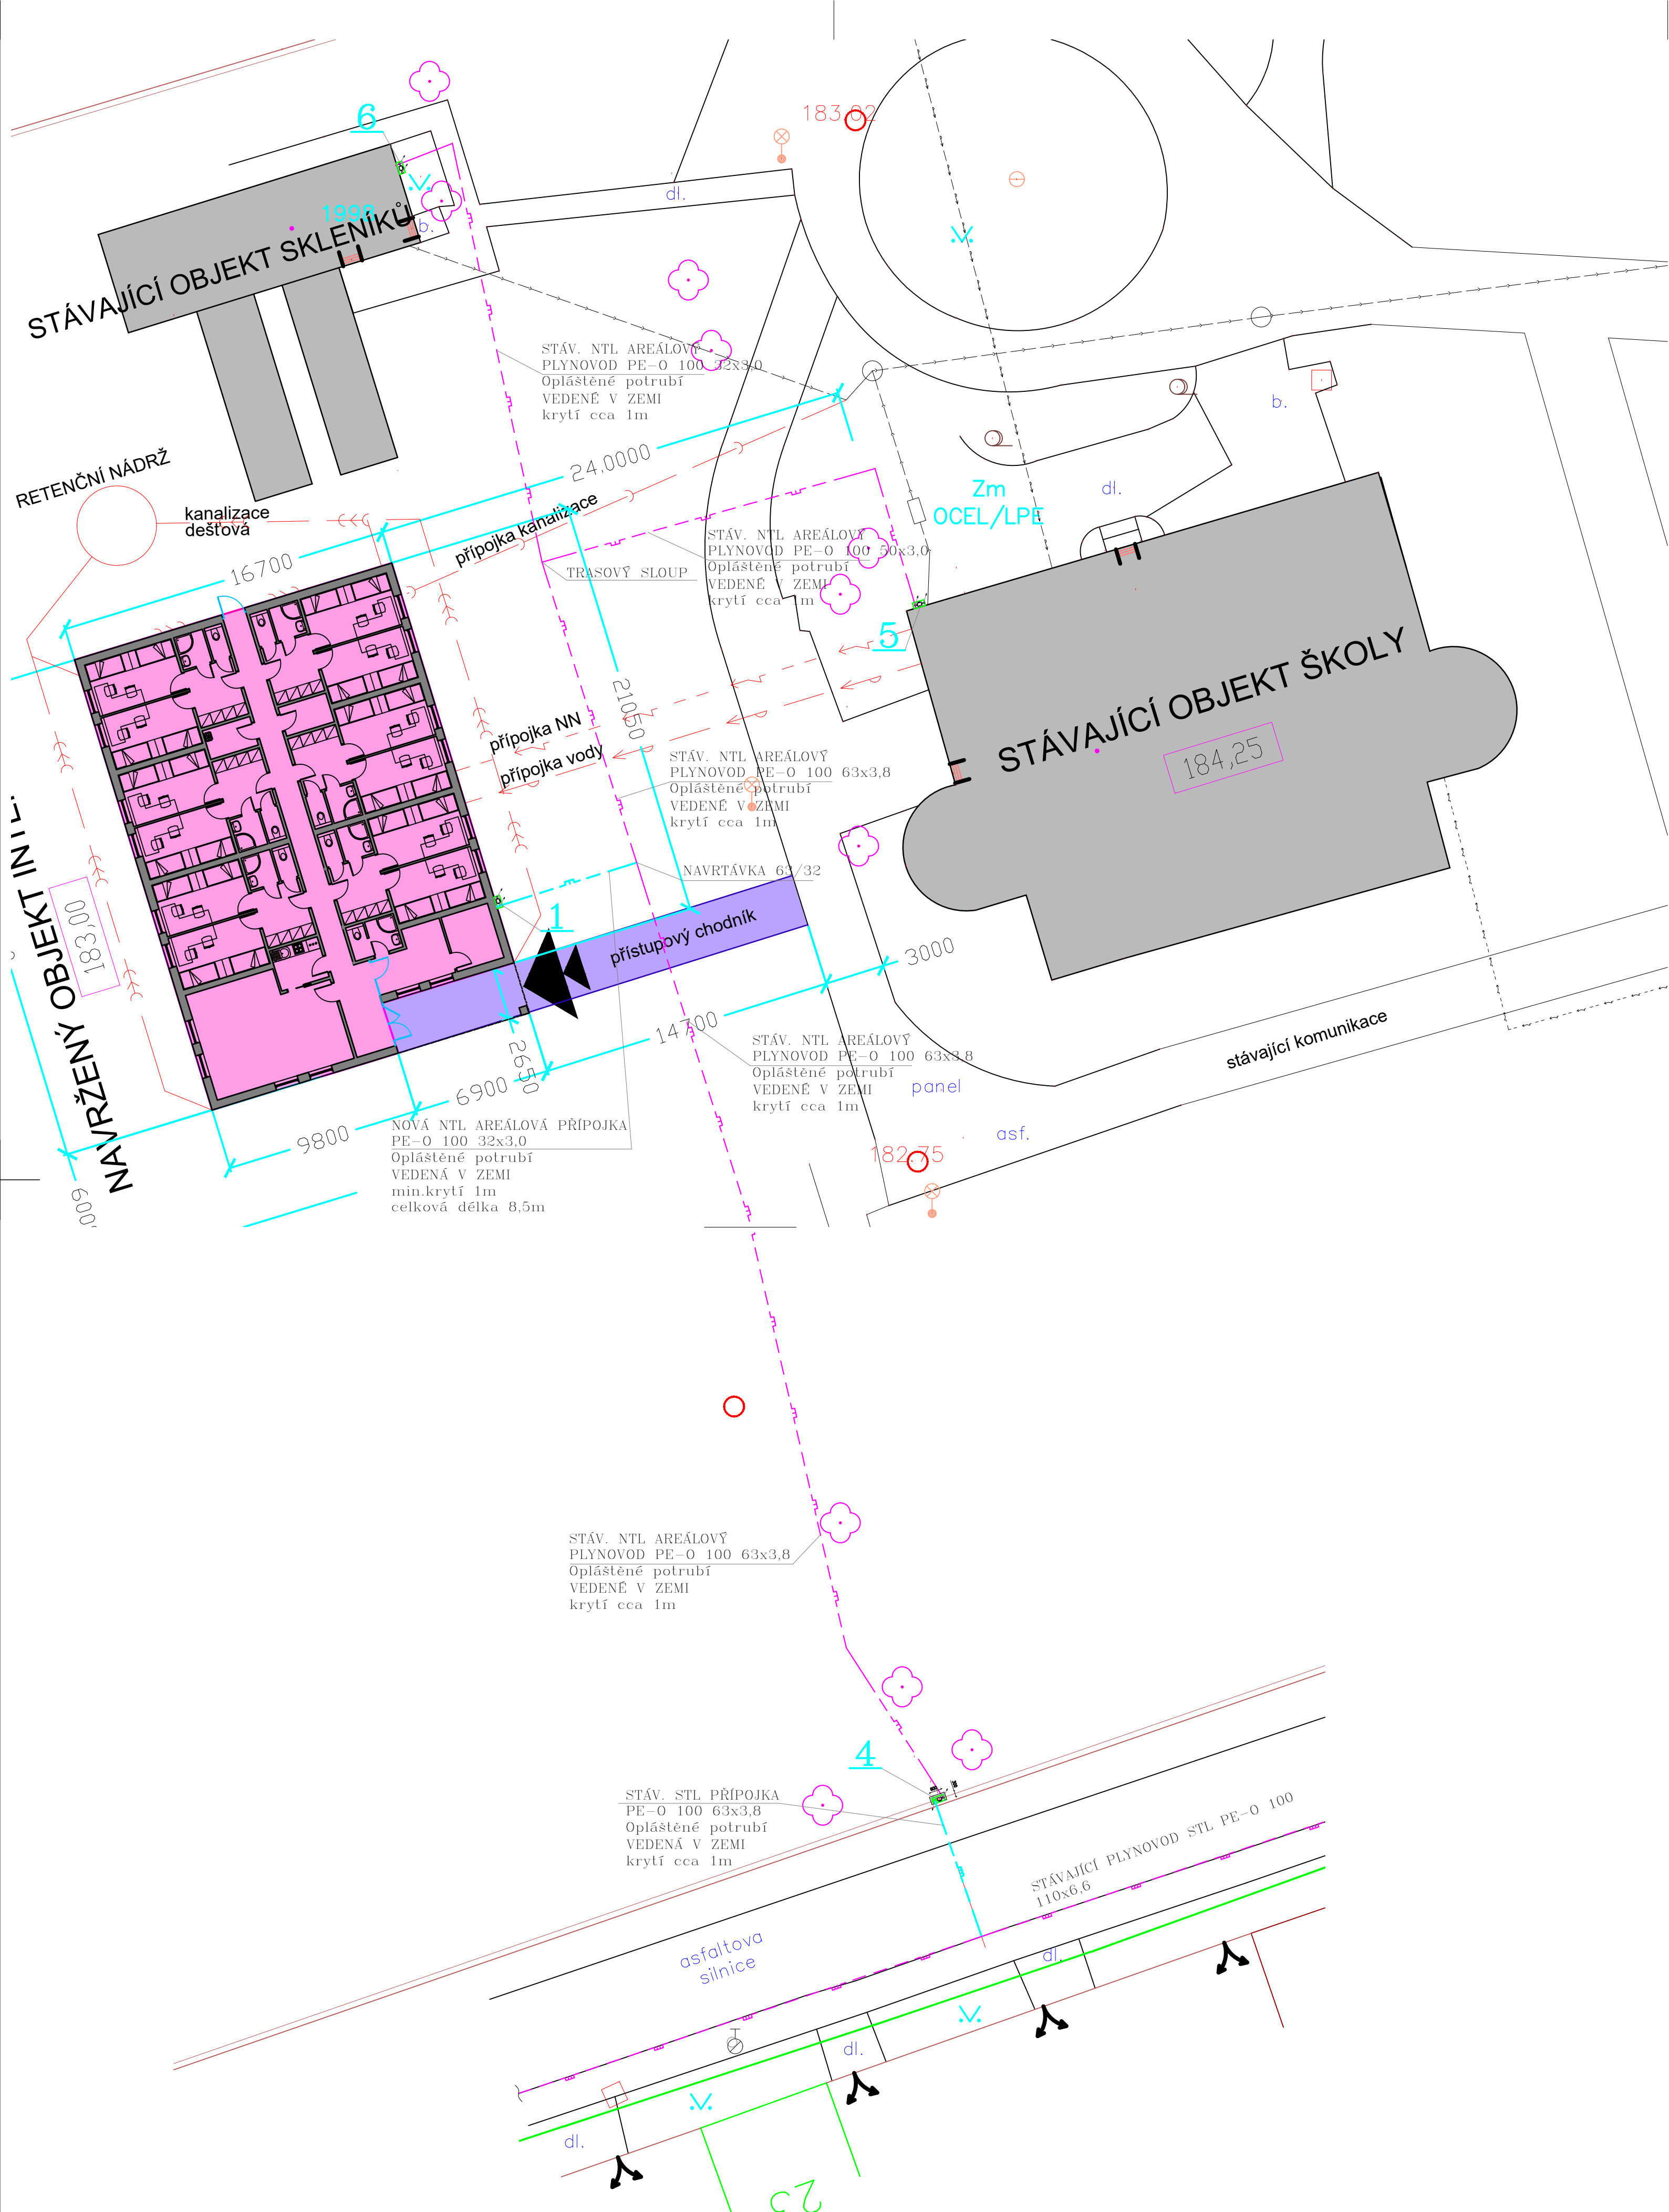 6
183,02
1998
b.
dł.
STÁVAJÍCÍ OBJEKT SKLENÍKŮ
STÁV. NTL AREÁLOVÝ
PLYNOVOD PE-O 100 32x3,0
Opláštěné potrubí
VEDENÉ V ZEMI
krytí cca 1m
24,0000
RETENČNÍ NÁDRŽ
kanalizace
dešťová
přípojka kanalizace
16700
Zm
OCEL/LPE
dł.
b.
STÁV. NTL AREÁLOVÝ
PLYNOVOD PE-O 100 50x3,0
Opláštěné potrubí
VEDENÉ V ZEMI
krytí cca 1m
TRASOVÝ SLOUP
5
STÁVAJÍCÍ OBJEKT ŠKOLY
184,25
21050
přípojka NN
přípojka vody
STÁV. NTL AREÁLOVÝ
PLYNOVOD PE-O 100 63x3,8
Opláštěné potrubí
VEDENÉ V ZEMI
krytí cca 1m
NAVRTÁVKA 63/32
1
přístupový chodník
3000
14700
2650
6900
9800
NAVRŽENÝ OBJEKT
183,00
STÁV. NTL AREÁLOVÝ
PLYNOVOD PE-O 100 63x3,8
Opláštěné potrubí
VEDENÉ V ZEMI
krytí cca 1m
panel
asf.
stávající komunikace
182.75
NOVÁ NTL AREÁLOVÁ PŘÍPOJKA
PE-O 100 32x3,0
Opláštěné potrubí
VEDENÁ V ZEMI
min.krytí 1m
celková délka 8,5m
STÁV. NTL AREÁLOVÝ
PLYNOVOD PE-O 100 63x3,8
Opláštěné potrubí
VEDENÉ V ZEMI
krytí cca 1m
4
STÁV. STL PŘÍPOJKA
PE-O 100 63x3,8
Opláštěné potrubí
VEDENÁ V ZEMI
krytí cca 1m
STÁVAJÍCÍ PLYNOVOD STL PE-O 100
110x6,6
asfaltova
silnice
dl.
dl.
dl.